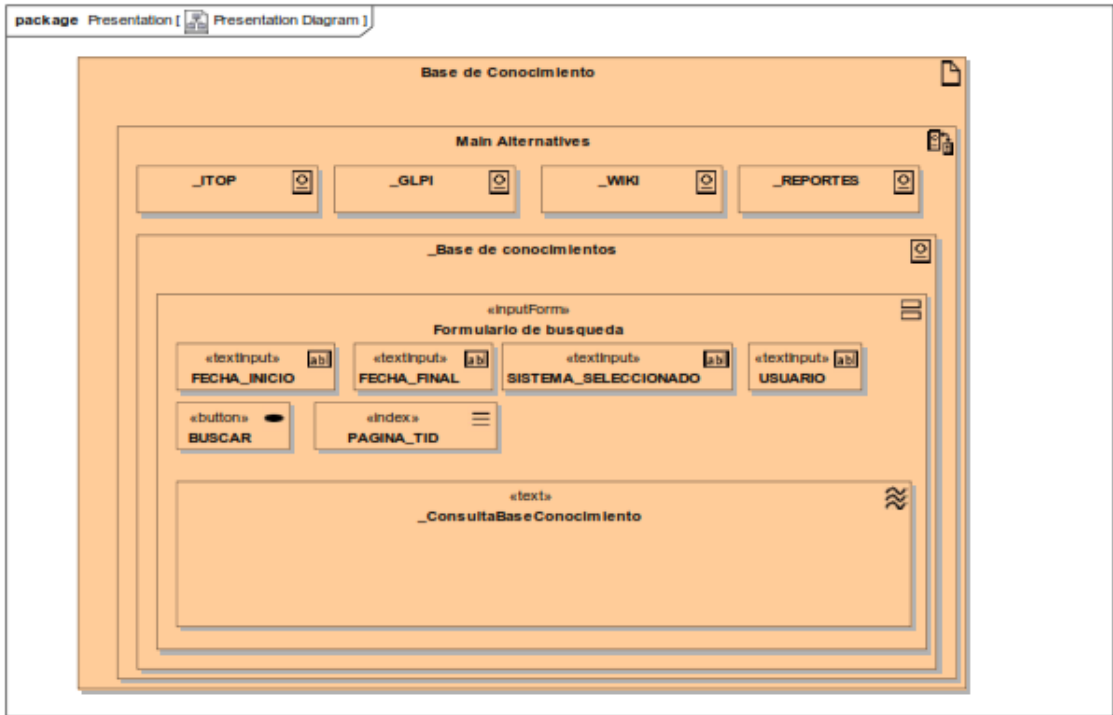 package Presentation [ Presentation Diagram ]
Base de Conocimiento
Main Alternatives
_ITOP
_GLPI
_WIKI
_REPORTES
_Base de conocimientos
«inputForm»
Formulario de busqueda
«textInput»
FECHA_INICIO
«textInput»
FECHA_FINAL
«textInput»
SISTEMA_SELECCIONADO
«textInput»
USUARIO
«button»
BUSCAR
«index»
PAGINA_TID
«text»
_ConsultaBaseConocimiento